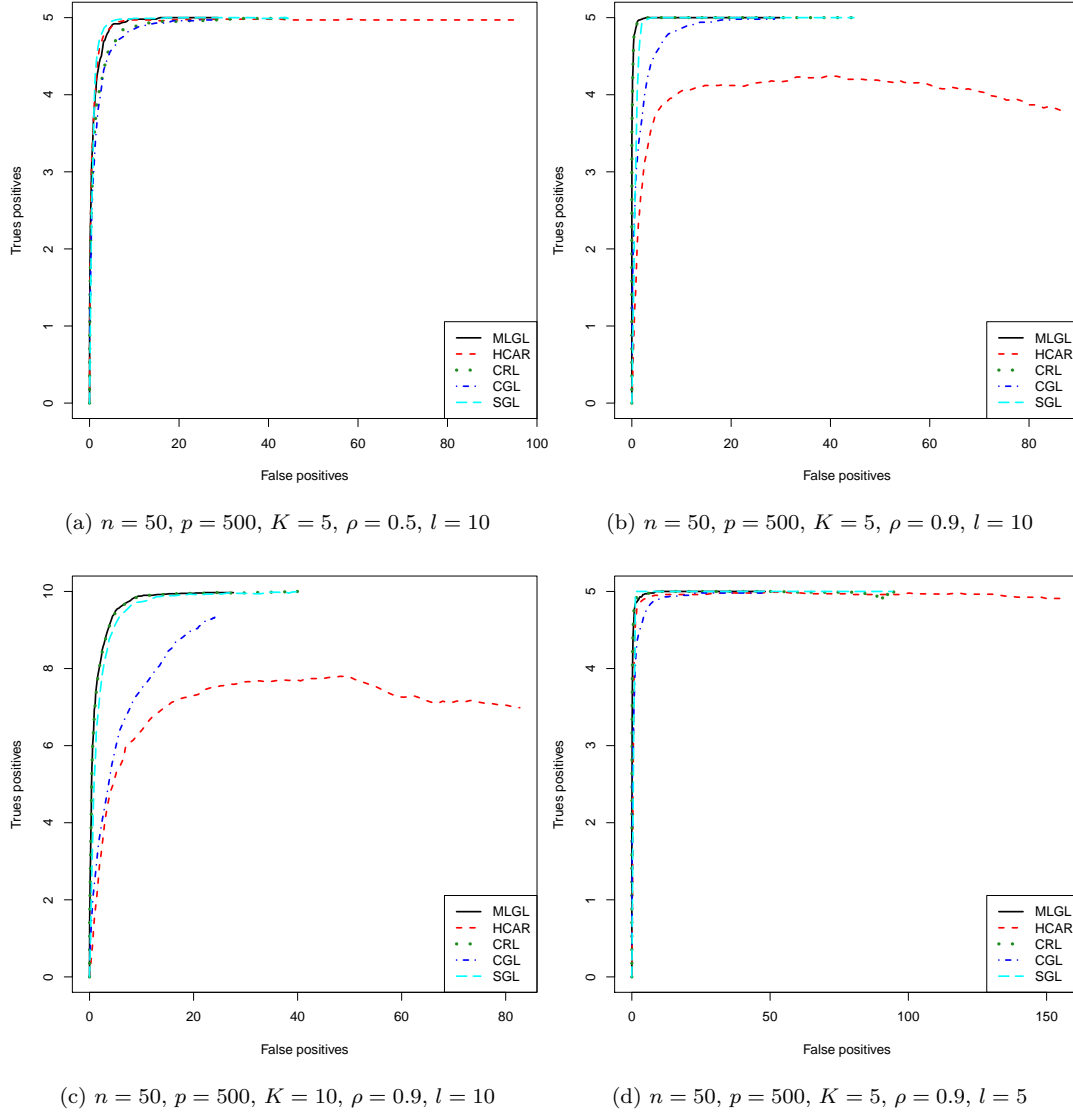 Trues positives
5
4
3
2
1
0
MLGL
HCAR
CRL
CGL
SGL
0 20 40 60 80 100
False positives
(a) n = 50, p = 500, K = 5, ρ = 0.5, l = 10
Trues positives
5
4
3
2
1
0
MLGL
HCAR
CRL
CGL
SGL
0 20 40 60 80
False positives
(b) n = 50, p = 500, K = 5, ρ = 0.9, l = 10
Trues positives
10
8
6
4
2
0
MLGL
HCAR
CRL
CGL
SGL
0 20 40 60 80
False positives
(c) n = 50, p = 500, K = 10, ρ = 0.9, l = 10
Trues positives
5
4
3
2
1
0
MLGL
HCAR
CRL
CGL
SGL
0 50 100 150
False positives
(d) n = 50, p = 500, K = 5, ρ = 0.9, l = 5